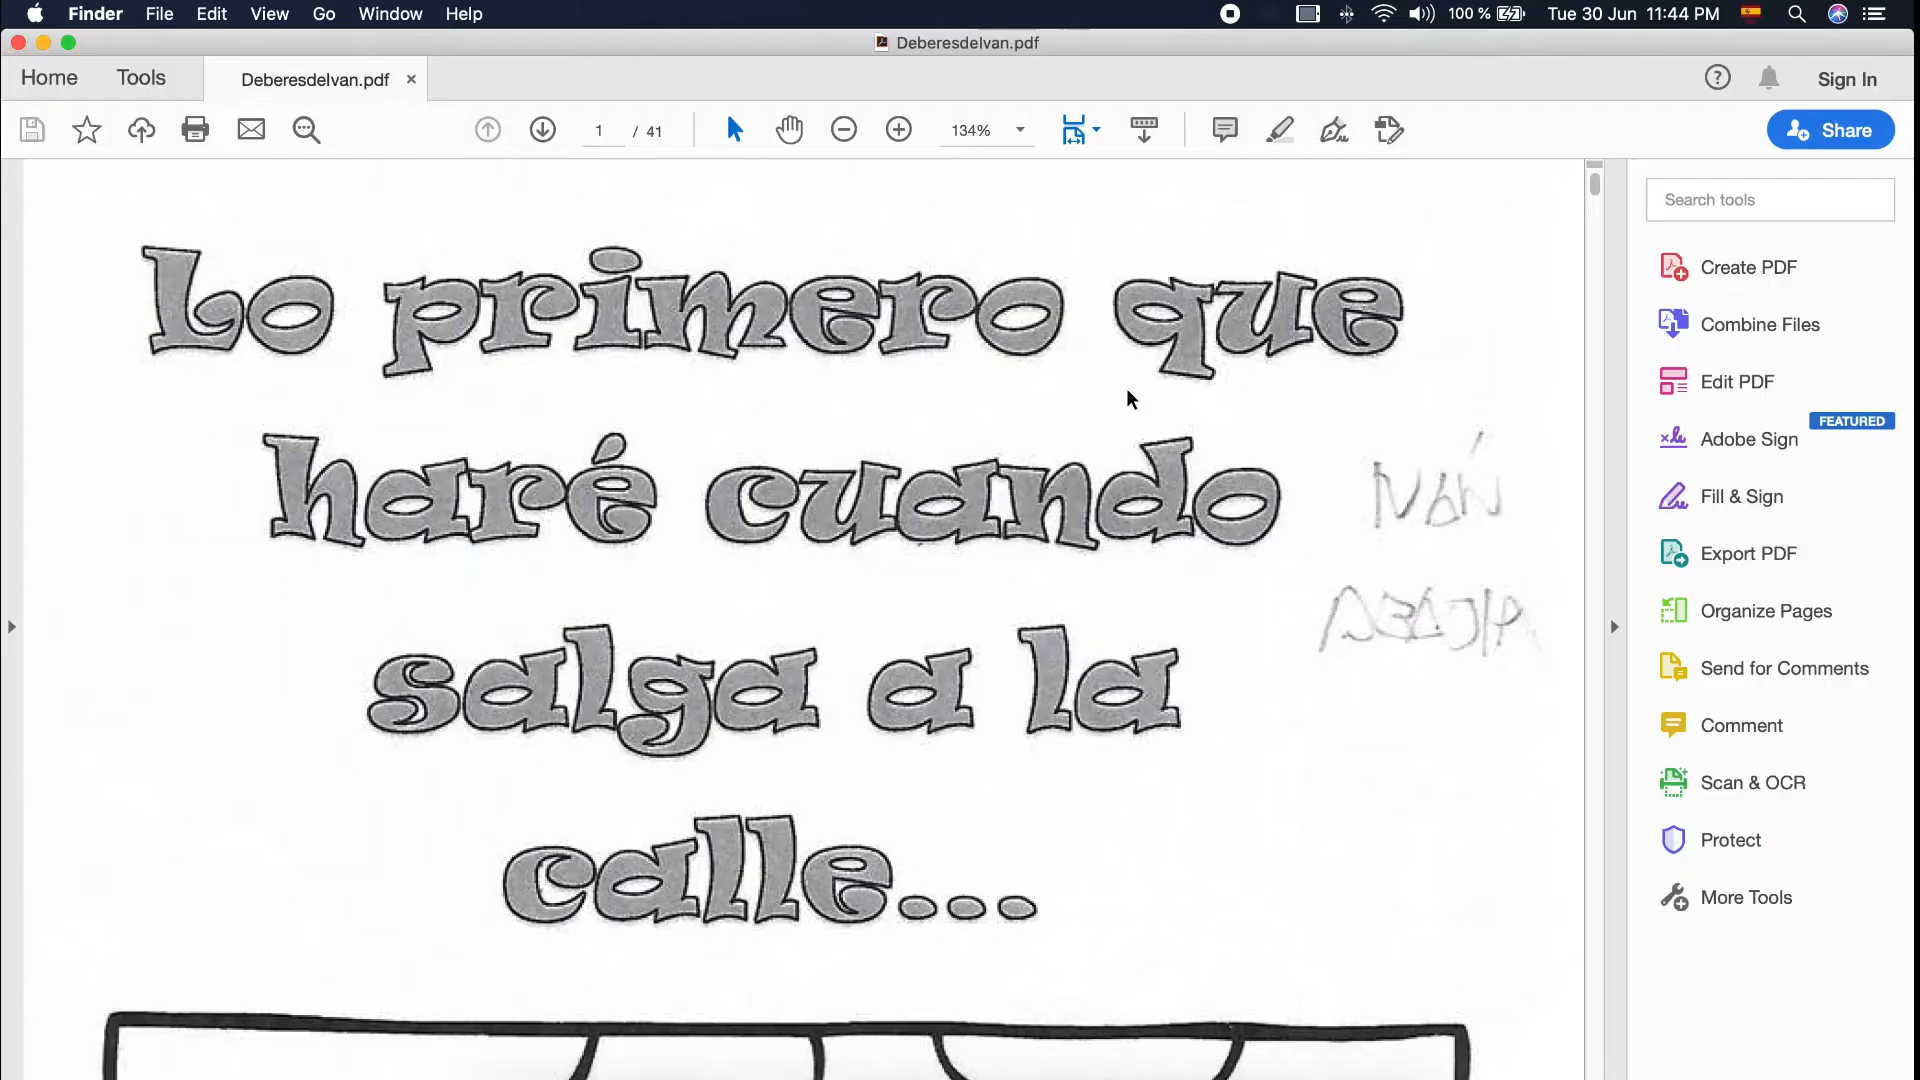 Finder File Edit View Go Window Help 100 % Tue 30 Jun 11:44 PM
Deberesdelvan.pdf
Home Tools Deberesdelvan.pdf × Sign In
1 / 41 134% Share
Search tools
Create PDF
Combine Files
Edit PDF
FEATURED
Adobe Sign
Fill & Sign
Export PDF
Organize Pages
Send for Comments
Comment
Scan & OCR
Protect
More Tools
Lo primero que
haré cuando
salga a la
calle...